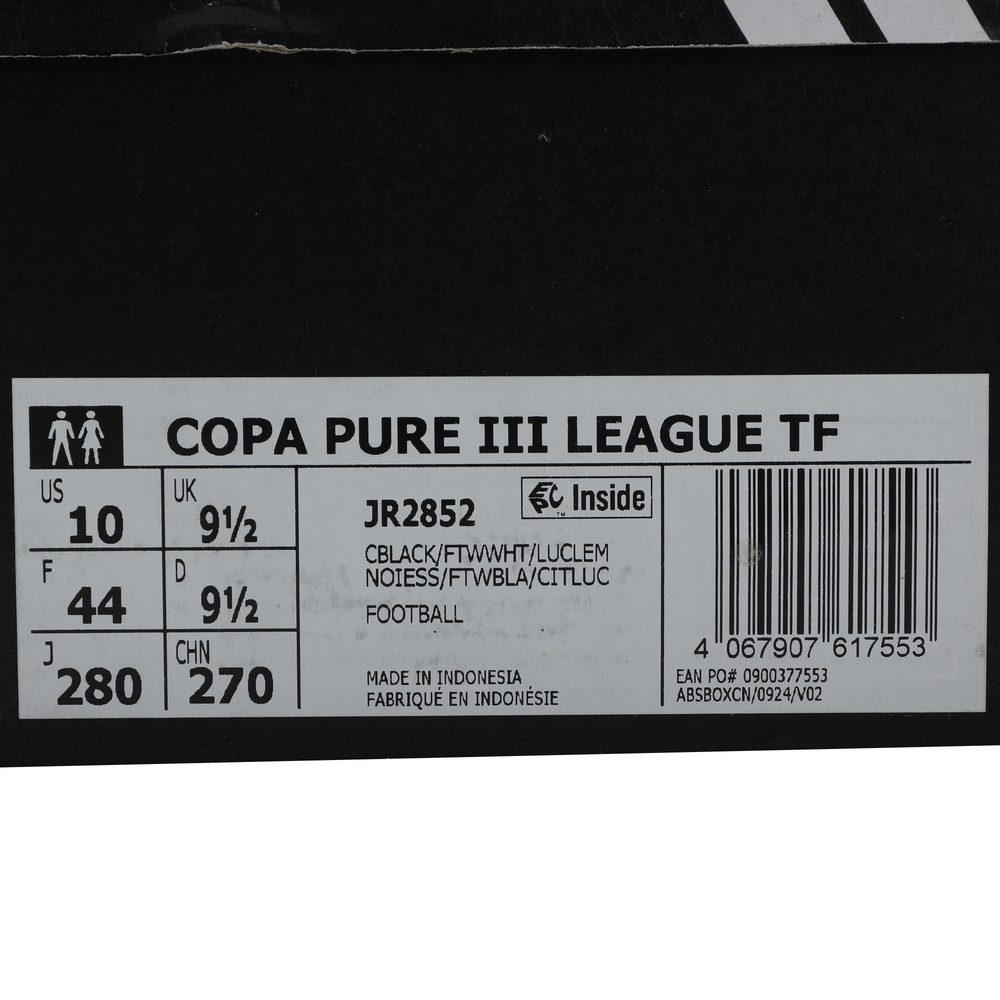 COPA PURE III LEAGUE TF
US 10
UK 9½
F 44
D 9½
J 280
CHN 270
JR2852
EPC Inside
TM
CBLACK/FTWWHT/LUCLEM
NOIESS/FTWBLA/CITLUC
FOOTBALL
MADE IN INDONESIA
FABRIQUÉ EN INDONÉSIE
4 067907 617553
EAN PO# 0900377553
ABSBOXCN/0924/V02